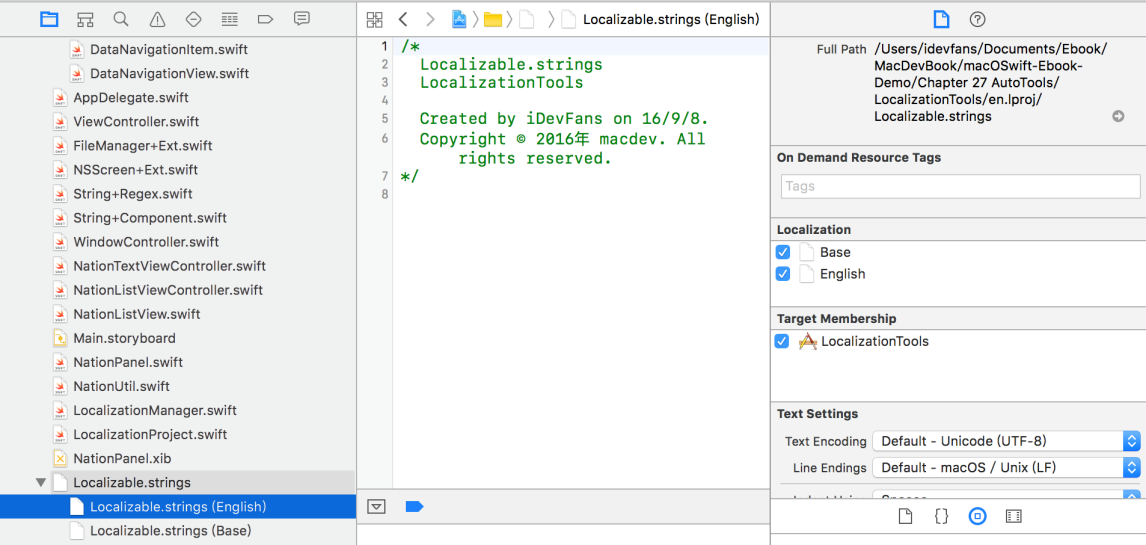 DataNavigationItem.swift
DataNavigationView.swift
AppDelegate.swift
ViewController.swift
FileManager+Ext.swift
NSScreen+Ext.swift
String+Regex.swift
String+Component.swift
WindowController.swift
NationTextViewController.swift
NationListViewController.swift
NationListView.swift
Main.storyboard
NationPanel.swift
NationUtil.swift
LocalizationManager.swift
LocalizationProject.swift
NationPanel.xib
Localizable.strings
Localizable.strings (English)
Localizable.strings (Base)
Localizable.strings (English)
1 /*
2 Localizable.strings
3 LocalizationTools
4
5 Created by iDevFans on 16/9/8.
6 Copyright © 2016年 macdev. All
rights reserved.
7 */
8
Full Path /Users/idevfans/Documents/Ebook/
MacDevBook/macOSwift-Ebook-
Demo/Chapter 27 AutoTools/
LocalizationTools/en.lproj/
Localizable.strings
On Demand Resource Tags
Tags
Localization
Base
English
Target Membership
LocalizationTools
Text Settings
Text Encoding Default - Unicode (UTF-8)
Line Endings Default - macOS / Unix (LF)